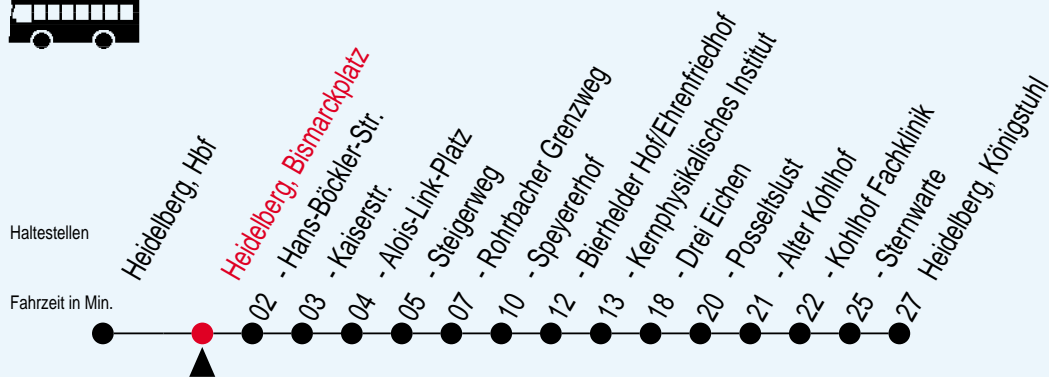 Haltestellen
Fahrzeit in Min.
Heidelberg, Hbf
Heidelberg, Bismarckplatz
02 - Hans-Böckler-Str.
03 - Kaiserstr.
04 - Alois-Link-Platz
05 - Steigerweg
07 - Rohrbacher Grenzweg
10 - Speyererhof
12 - Bierhelder Hof/Ehrenfriedhof
13 - Kernphysikalisches Institut
18 - Drei Eichen
20 - Posseltslust
21 - Alter Kohlhof
22 - Kohlhof Fachklinik
25 - Sternwarte
27 Heidelberg, Königstuhl